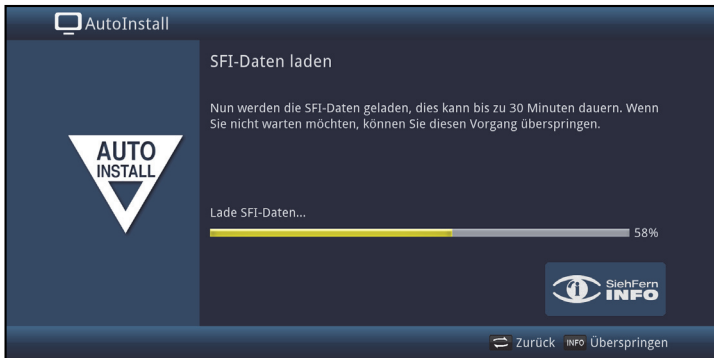 AutoInstall
SFI-Daten laden
Nun werden die SFI-Daten geladen, dies kann bis zu 30 Minuten dauern. Wenn
Sie nicht warten möchten, können Sie diesen Vorgang überspringen.
AUTO
INSTALL
Lade SFI-Daten...
58%
SiehFern
INFO
Zurück INFO Überspringen